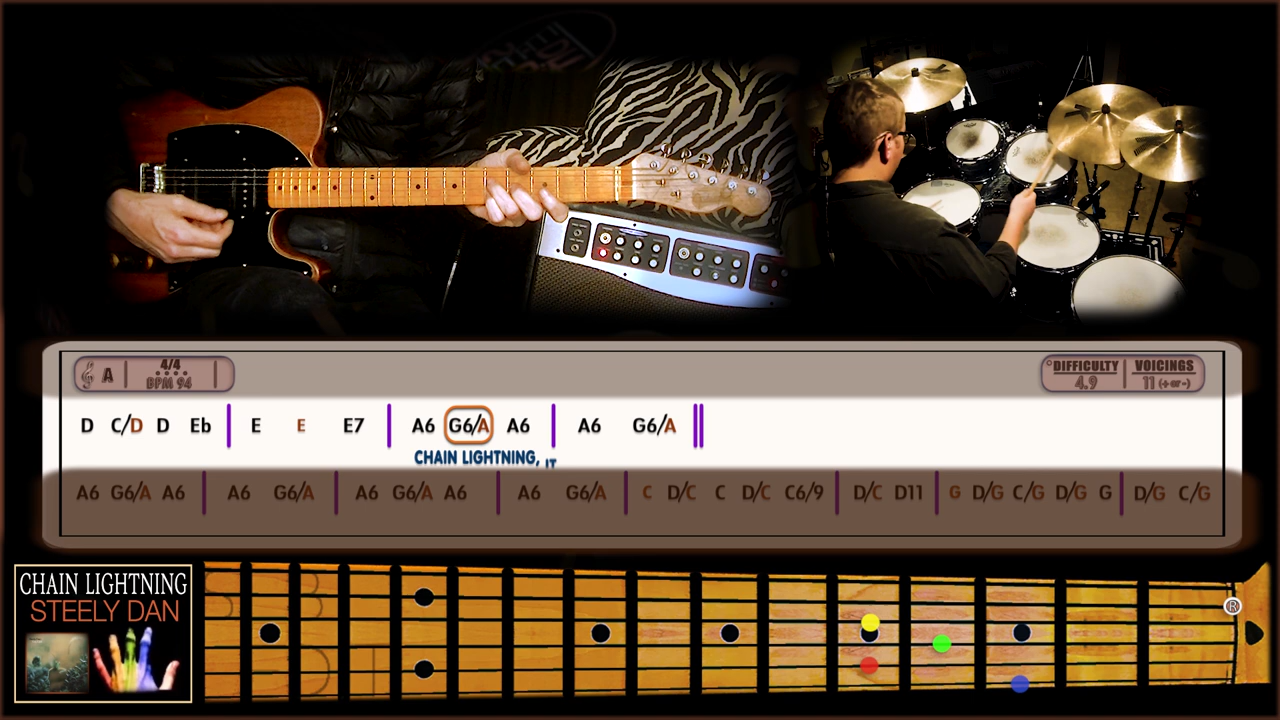 A
4/4
BPM 94
DIFFICULTY
4.9
VOICINGS
11 (+ or -)
D C/D D Eb E E E7 A6 G6/A A6 A6 G6/A
CHAIN LIGHTNING, IT
A6 G6/A A6 A6 G6/A A6 G6/A A6 A6 G6/A C D/C C D/C C6/9 D/C D11 G D/G C/G D/G G D/G C/G
CHAIN LIGHTNING
STEELY DAN
®